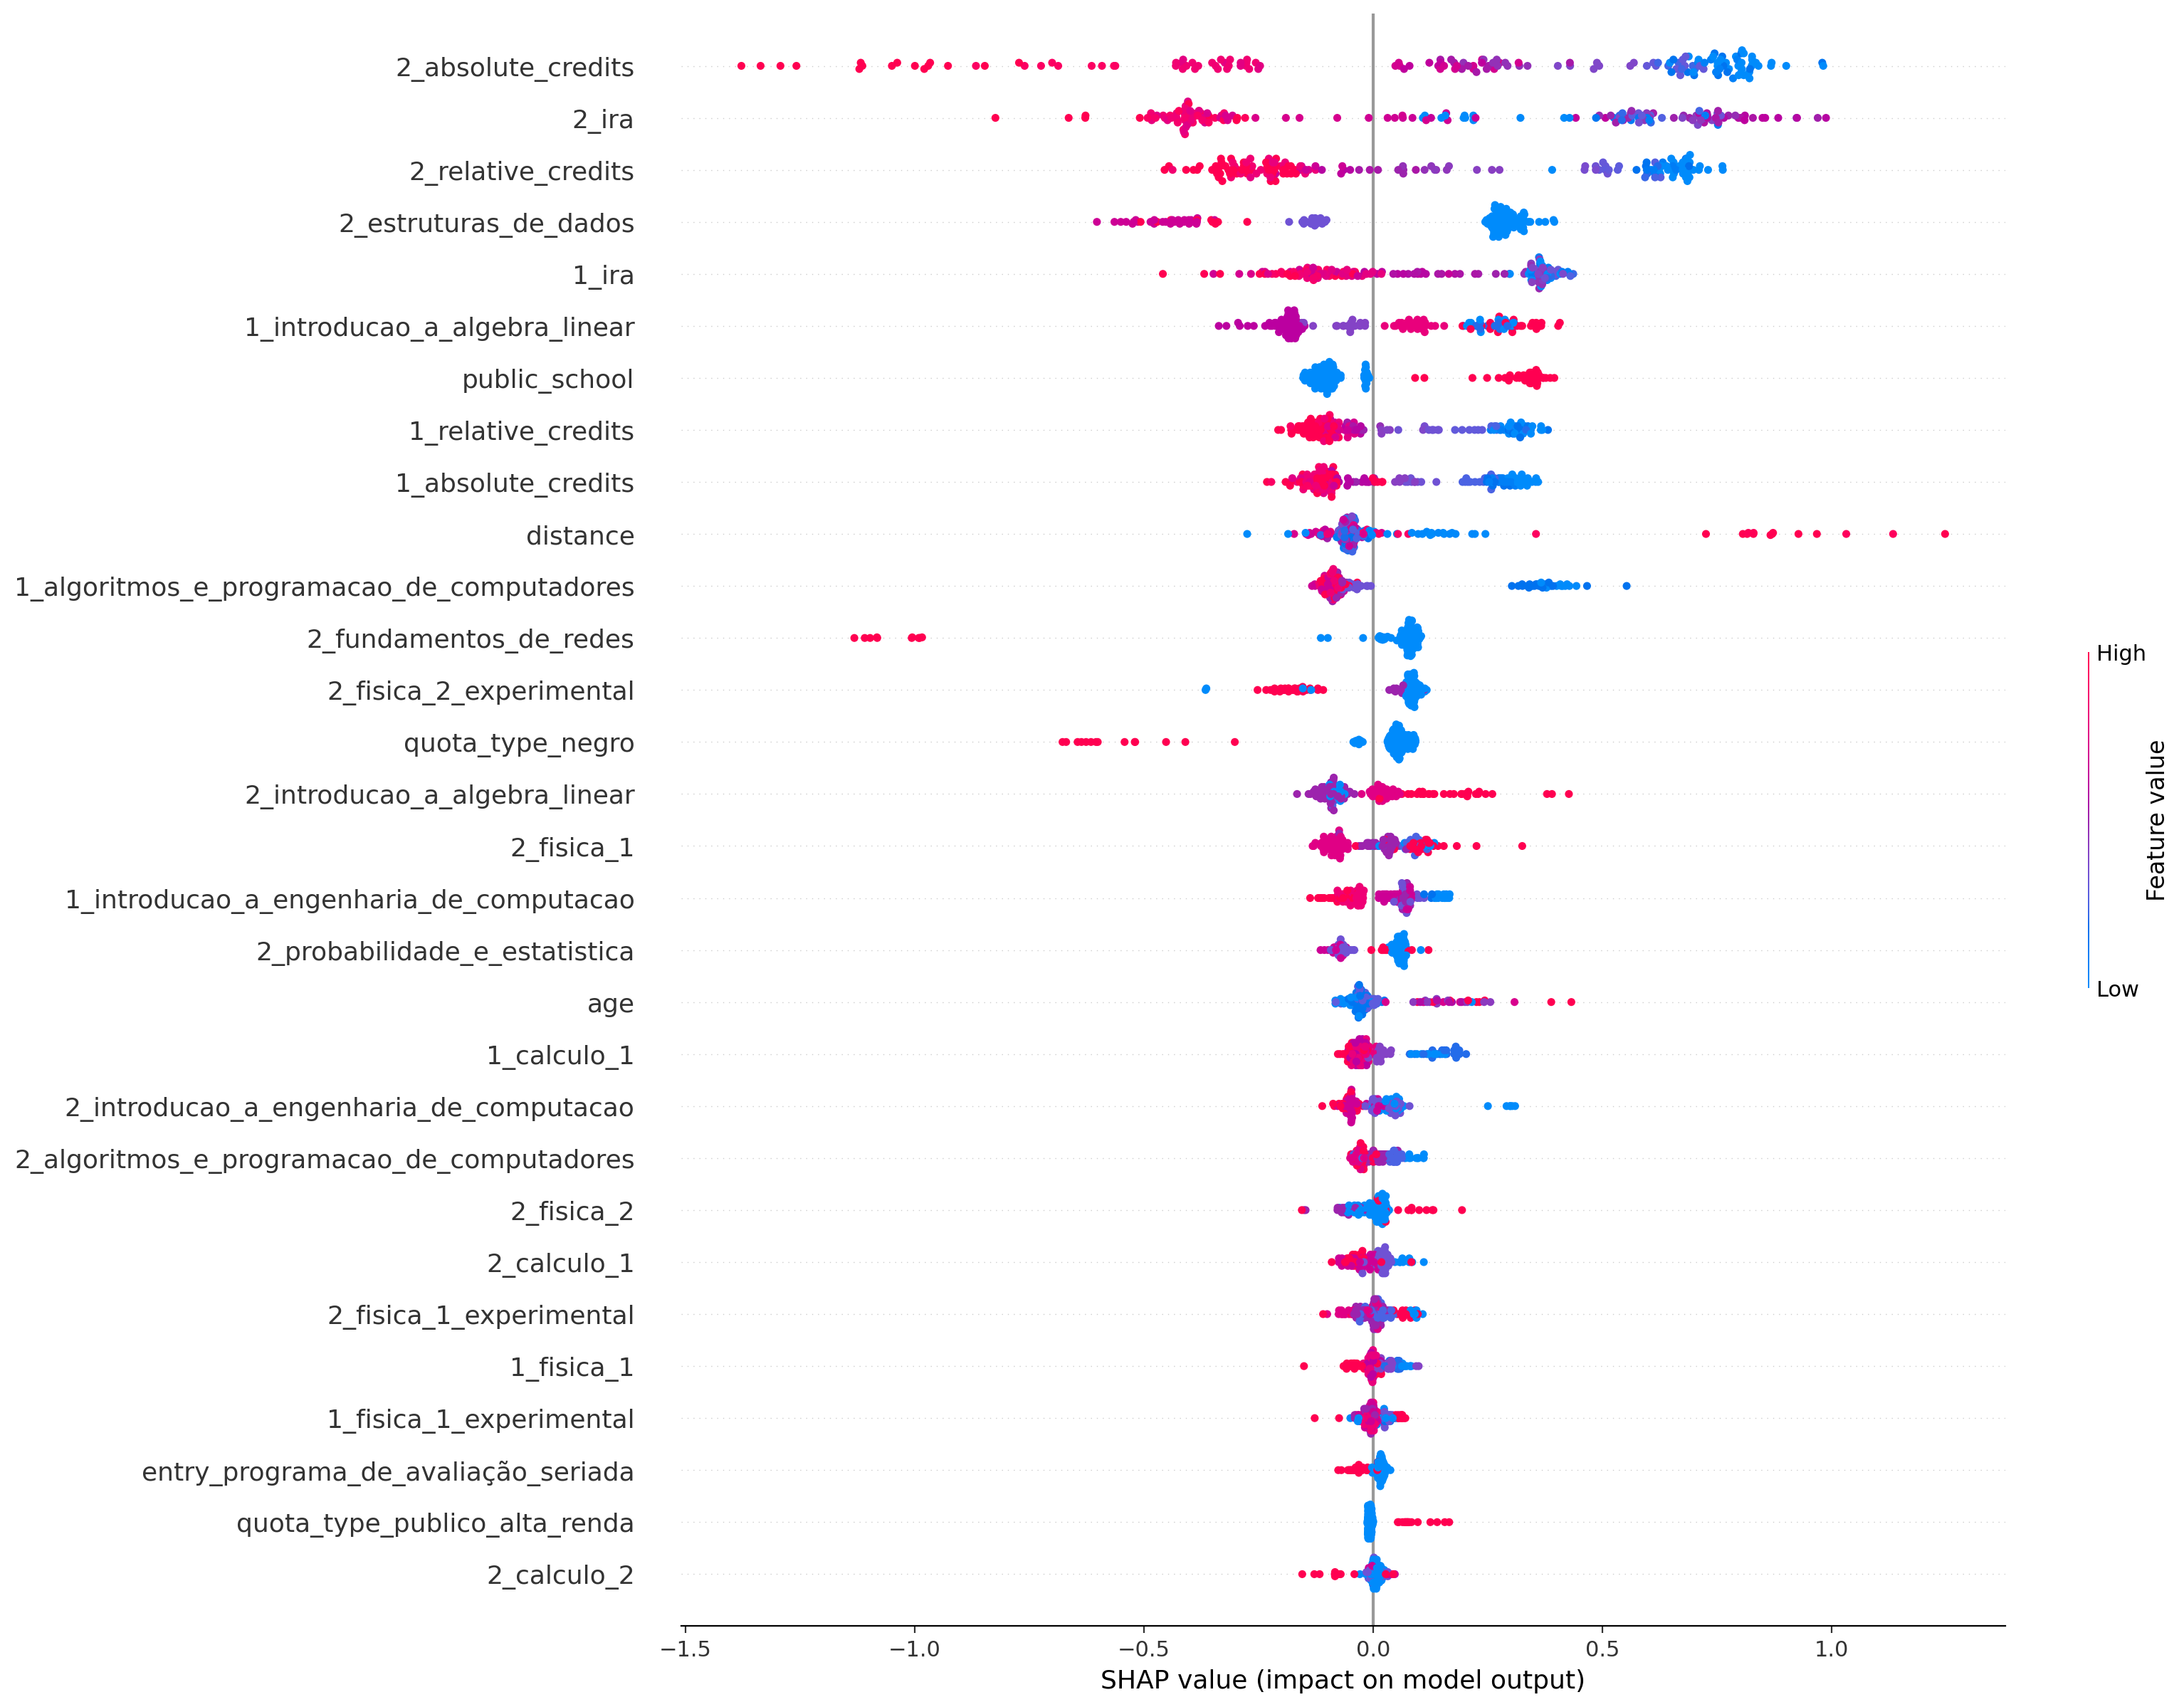 2_absolute_credits
2_ira
2_relative_credits
2_estruturas_de_dados
1_ira
1_introducao_a_algebra_linear
public_school
1_relative_credits
1_absolute_credits
distance
1_algoritmos_e_programacao_de_computadores
2_fundamentos_de_redes
2_fisica_2_experimental
quota_type_negro
2_introducao_a_algebra_linear
2_fisica_1
1_introducao_a_engenharia_de_computacao
2_probabilidade_e_estatistica
age
1_calculo_1
2_introducao_a_engenharia_de_computacao
2_algoritmos_e_programacao_de_computadores
2_fisica_2
2_calculo_1
2_fisica_1_experimental
1_fisica_1
1_fisica_1_experimental
entry_programa_de_avaliação_seriada
quota_type_publico_alta_renda
2_calculo_2
−1.5 −1.0 −0.5 0.0 0.5 1.0
SHAP value (impact on model output)
High
Feature value
Low